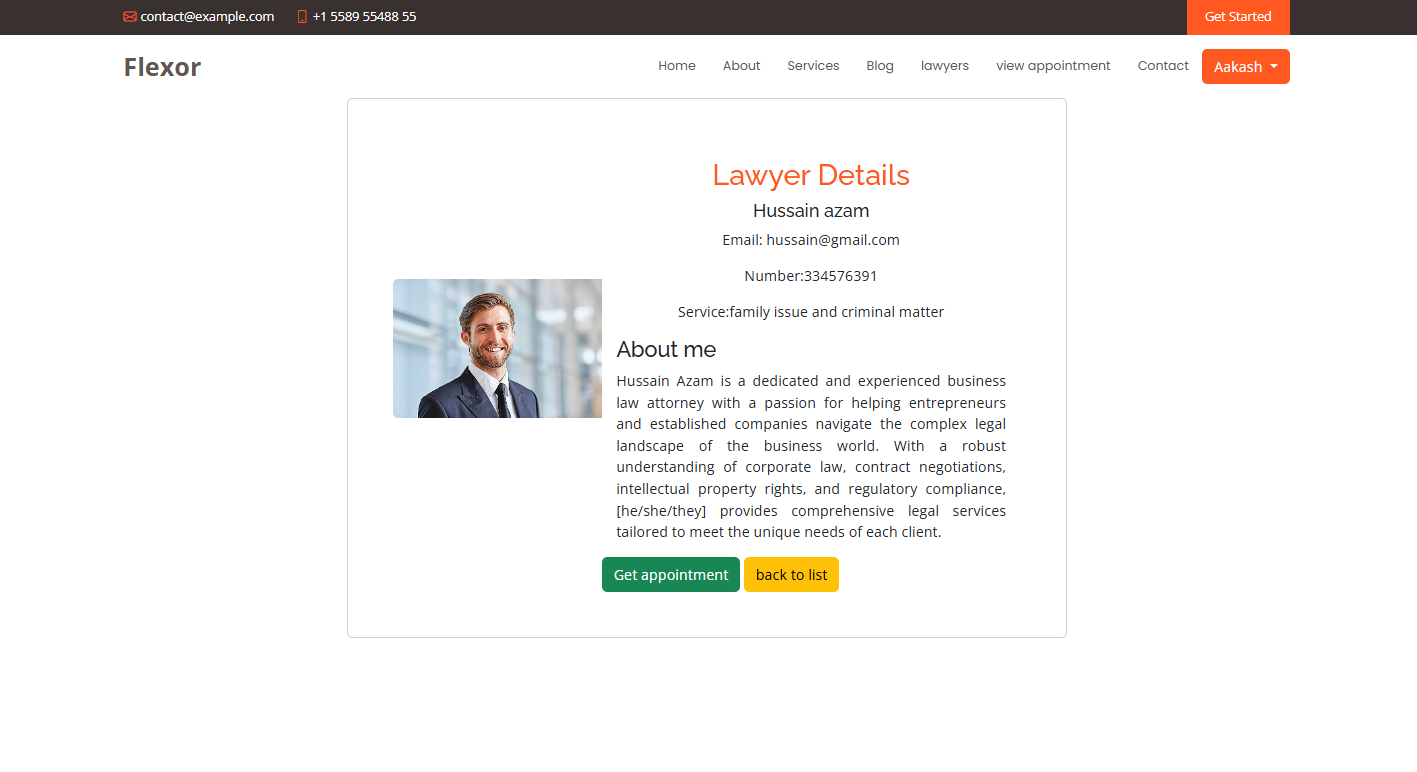 contact@example.com +1 5589 55488 55 Get Started
Flexor Home About Services Blog lawyers view appointment Contact Aakash
Lawyer Details
Hussain azam
Email: hussain@gmail.com
Number:334576391
Service:family issue and criminal matter
About me
Hussain Azam is a dedicated and experienced business
law attorney with a passion for helping entrepreneurs
and established companies navigate the complex legal
landscape of the business world. With a robust
understanding of corporate law, contract negotiations,
intellectual property rights, and regulatory compliance,
[he/she/they] provides comprehensive legal services
tailored to meet the unique needs of each client.
Get appointment back to list